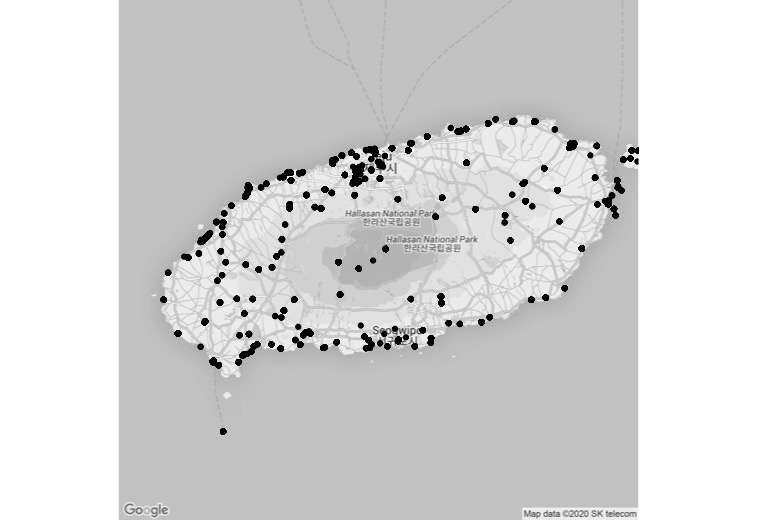 시
Hallasan National Park
한라산국립공원
Hallasan National Park
한라산국립공원
Google
Map data ©2020 SK telecom